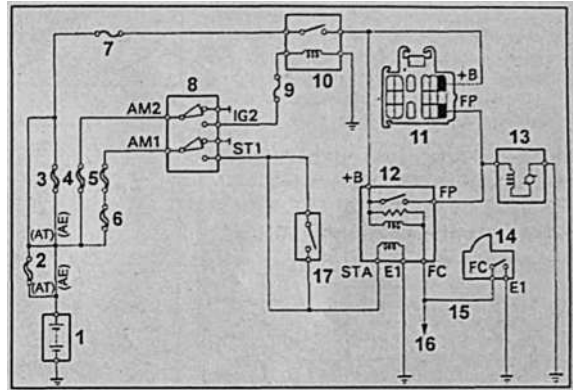 7
8
9
10
+B
FP
11
AM2
IG2
AM1
ST1
13
12
+B
FP
3
4
5
6
(AT)
(AE)
2
(AT)
(AE)
1
17
STA
E1
FC
14
FC
E1
15
16